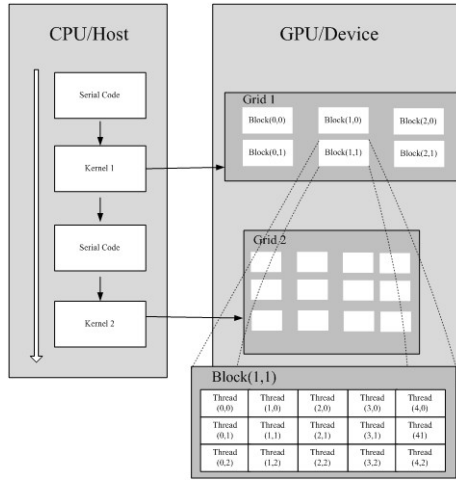 CPU/Host
GPU/Device
Serial Code
Kernel 1
Serial Code
Kernel 2
Grid 1
Block(0,0) Block(1,0) Block(2,0)
Block(0,1) Block(1,1) Block(2,1)
Grid 2
Block(1,1)
Thread Thread Thread Thread Thread
(0,0) (1,0) (2,0) (3,0) (4,0)
Thread Thread Thread Thread Thread
(0,1) (1,1) (2,1) (3,1) (41)
Thread Thread Thread Thread Thread
(0,2) (1,2) (2,2) (3,2) (4,2)